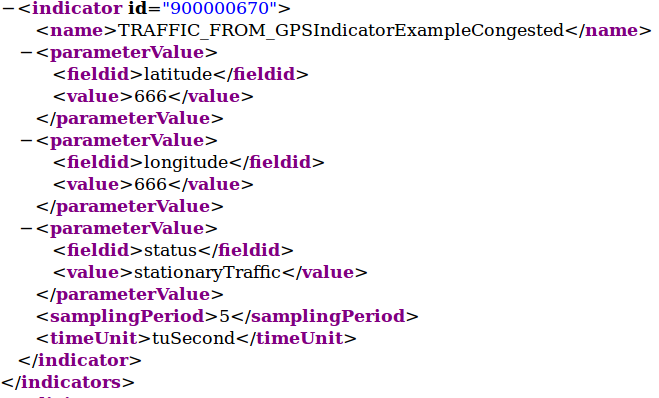 −<indicator id="900000670">
<name>TRAFFIC_FROM_GPSIndicatorExampleCongested</name>
−<parameterValue>
<fieldid>latitude</fieldid>
<value>666</value>
</parameterValue>
−<parameterValue>
<fieldid>longitude</fieldid>
<value>666</value>
</parameterValue>
−<parameterValue>
<fieldid>status</fieldid>
<value>stationaryTraffic</value>
</parameterValue>
<samplingPeriod>5</samplingPeriod>
<timeUnit>tuSecond</timeUnit>
</indicator>
</indicators>